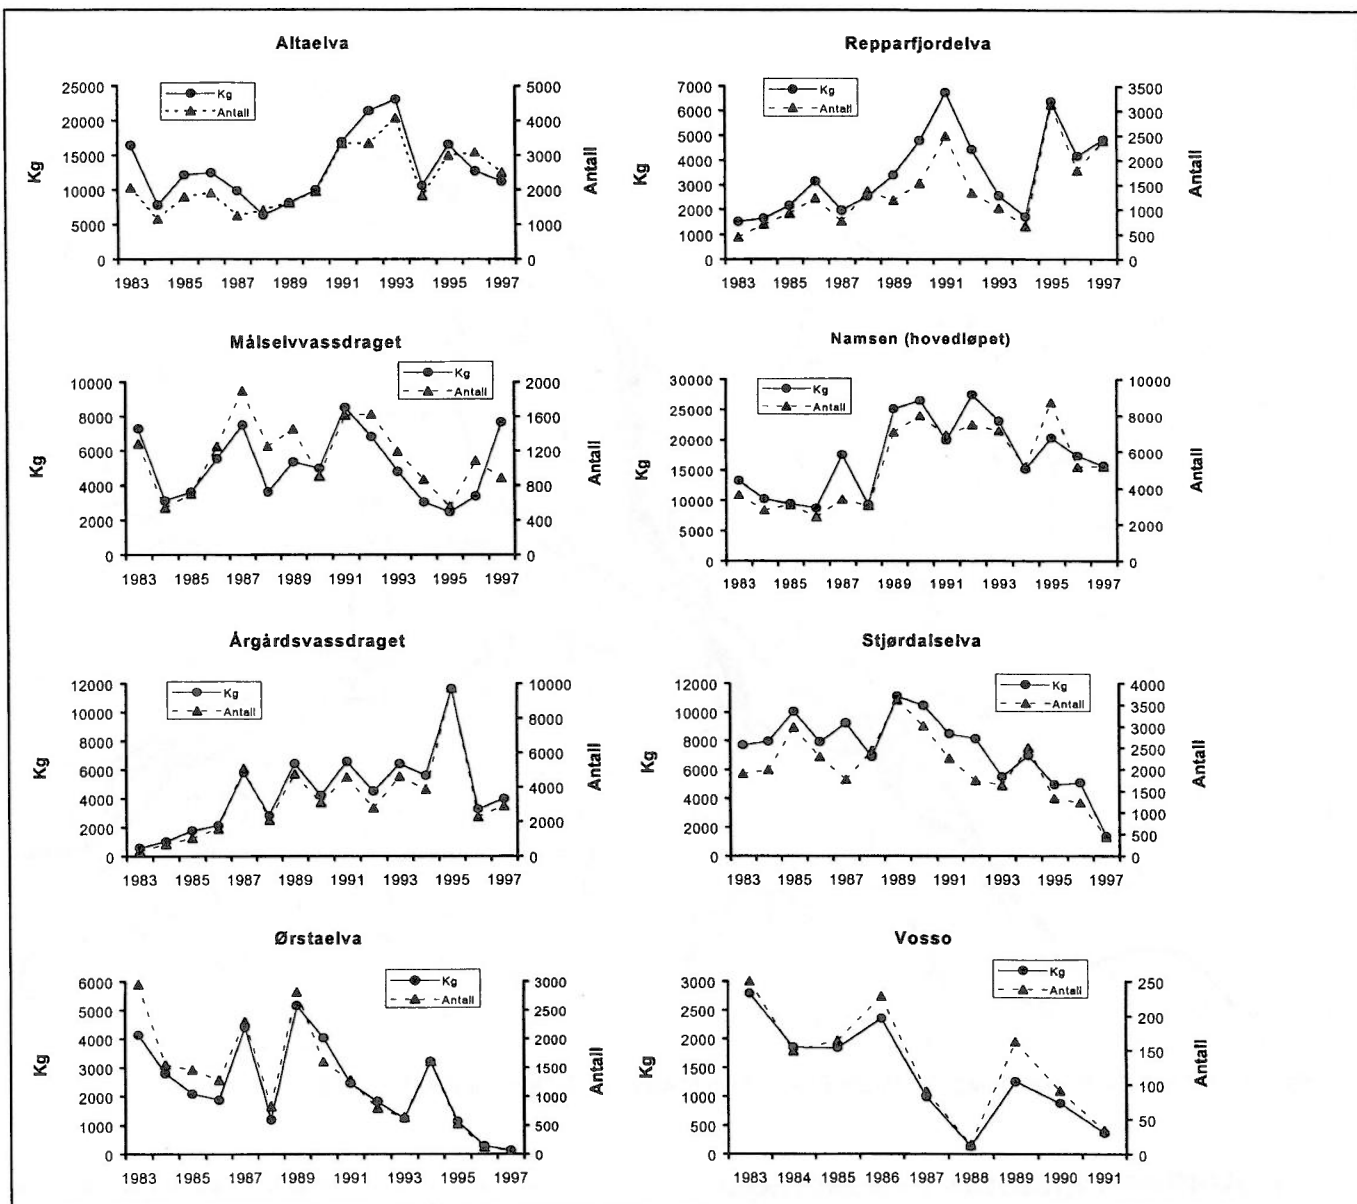 Altaelva
Kg
Antall
25000
20000
15000
10000
5000
0
5000
4000
3000
2000
1000
0
Kg
Antall
1983 1985 1987 1989 1991 1993 1995 1997
Repparfjordelva
Kg
Antall
7000
6000
5000
4000
3000
2000
1000
0
3500
3000
2500
2000
1500
1000
500
0
Kg
Antall
1983 1985 1987 1989 1991 1993 1995 1997
Målselvvassdraget
Kg
Antall
10000
8000
6000
4000
2000
0
2000
1600
1200
800
400
0
Kg
Antall
1983 1985 1987 1989 1991 1993 1995 1997
Namsen (hovedløpet)
Kg
Antall
30000
25000
20000
15000
10000
5000
0
10000
8000
6000
4000
2000
0
Kg
Antall
1983 1985 1987 1989 1991 1993 1995 1997
Årgårdsvassdraget
Kg
Antall
12000
10000
8000
6000
4000
2000
0
10000
8000
6000
4000
2000
0
Kg
Antall
1983 1985 1987 1989 1991 1993 1995 1997
Stjørdalselva
Kg
Antall
12000
10000
8000
6000
4000
2000
0
4000
3500
3000
2500
2000
1500
1000
500
0
Kg
Antall
1983 1985 1987 1989 1991 1993 1995 1997
Ørstaelva
Kg
Antall
6000
5000
4000
3000
2000
1000
0
3000
2500
2000
1500
1000
500
0
Kg
Antall
1983 1985 1987 1989 1991 1993 1995 1997
Vosso
Kg
Antall
3000
2500
2000
1500
1000
500
0
250
200
150
100
50
0
Kg
Antall
1983 1984 1985 1986 1987 1988 1989 1990 1991